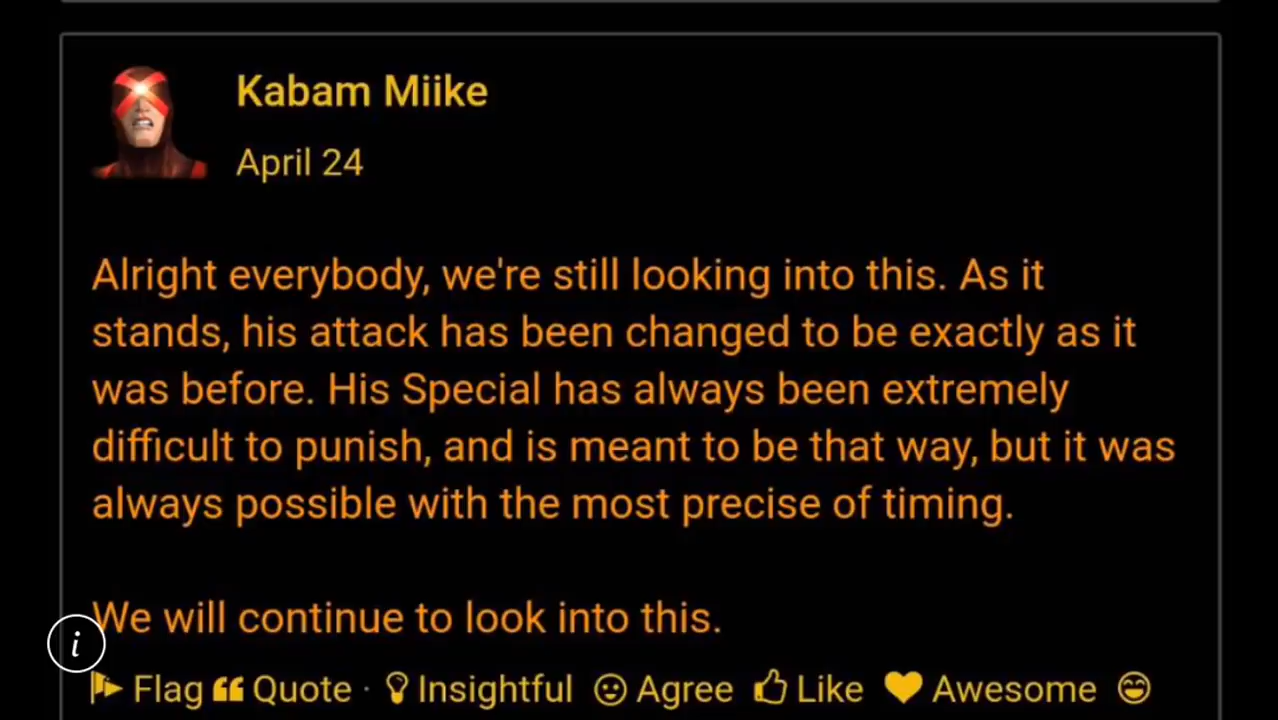 Kabam Miike
April 24
Alright everybody, we're still looking into this. As it
stands, his attack has been changed to be exactly as it
was before. His Special has always been extremely
difficult to punish, and is meant to be that way, but it was
always possible with the most precise of timing.
We will continue to look into this.
i
Flag Quote · Insightful Agree Like Awesome